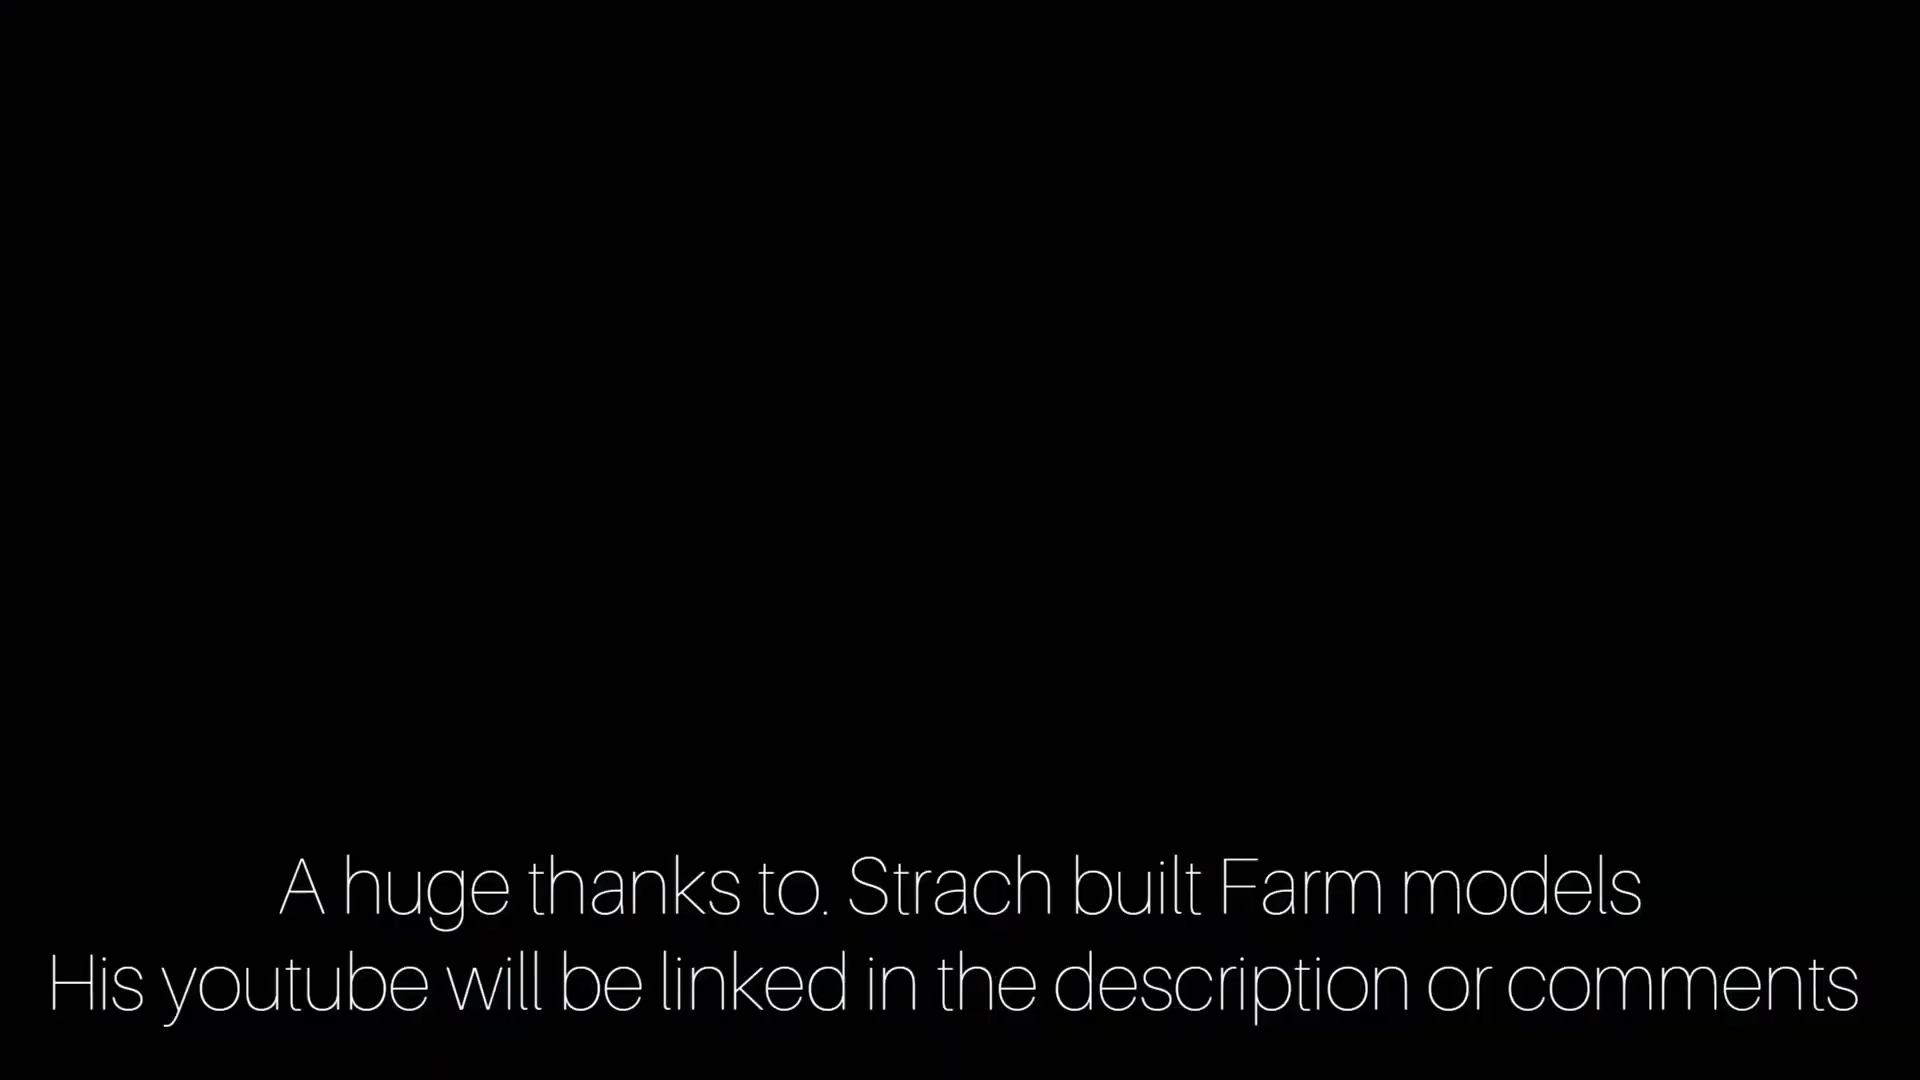 A huge thanks to. Strach built Farm models
His youtube will be linked in the description or comments